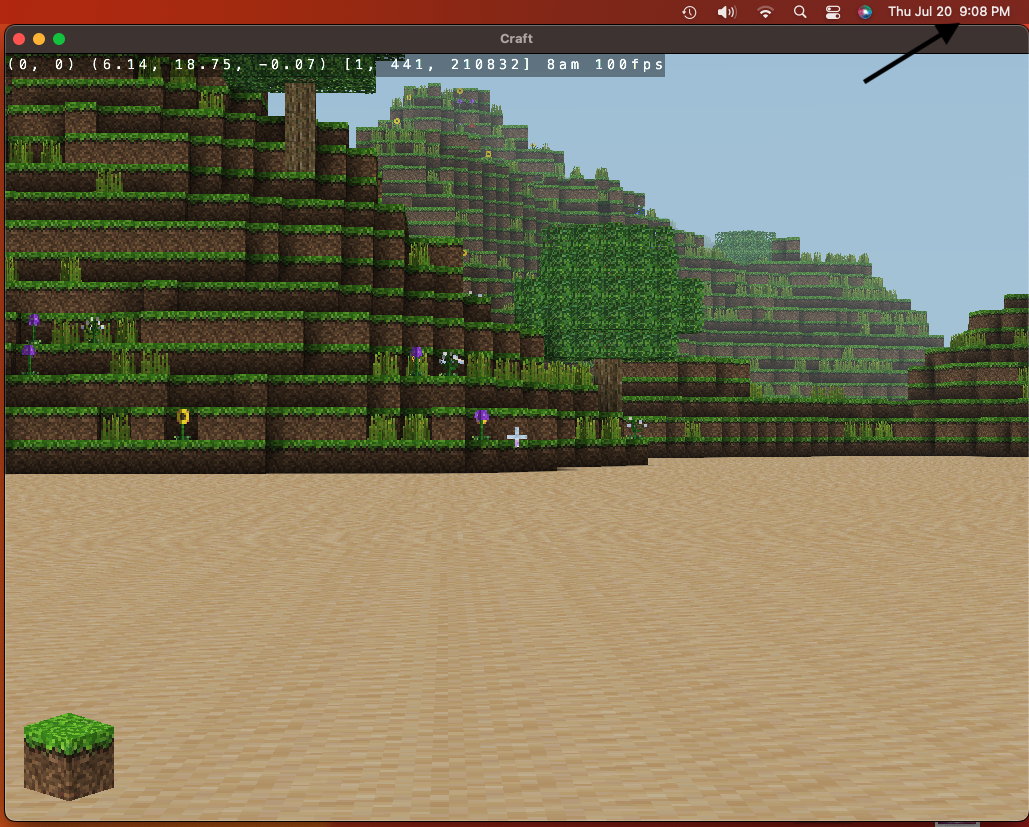 Thu Jul 20 9:08 PM
Craft
(0, 0) (6.14, 18.75, -0.07) [1, 441, 210832] 8am 100fps